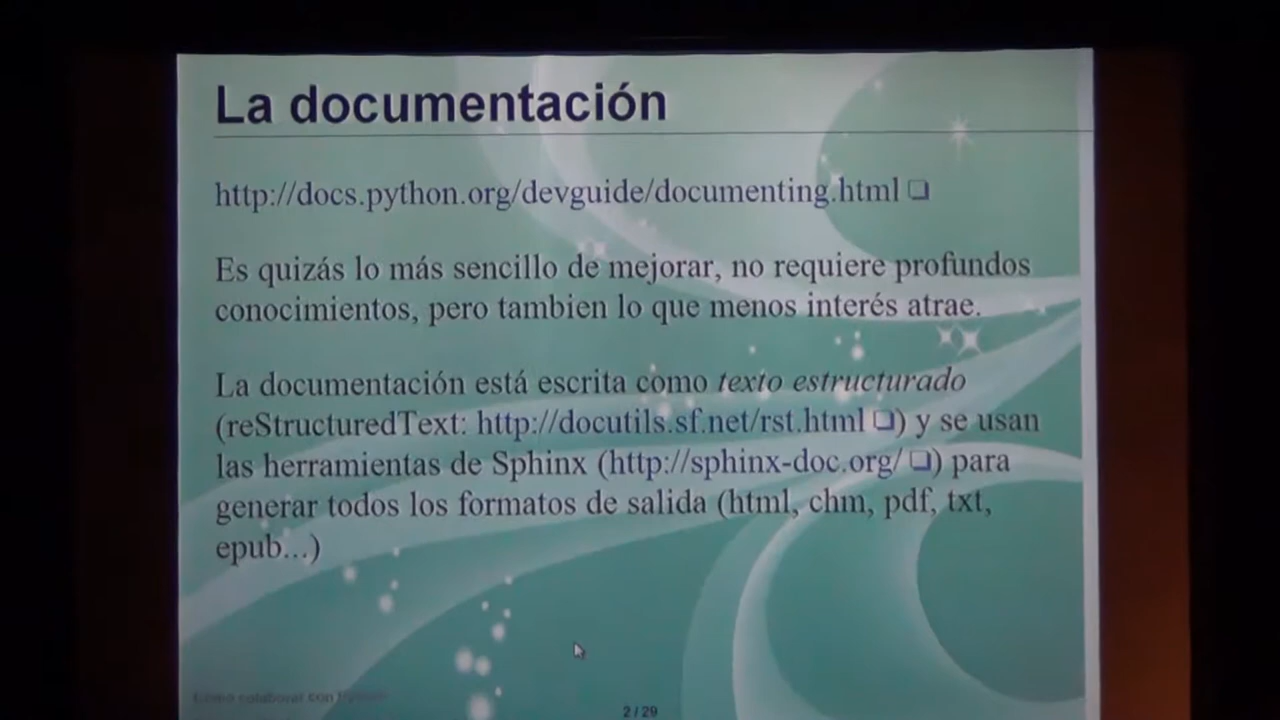 La documentación
http://docs.python.org/devguide/documenting.html
Es quizás lo más sencillo de mejorar, no requiere profundos
conocimientos, pero tambien lo que menos interés atrae.
La documentación está escrita como texto estructurado
(reStructuredText: http://docutils.sf.net/rst.html ) y se usan
las herramientas de Sphinx (http://sphinx-doc.org/ ) para
generar todos los formatos de salida (html, chm, pdf, txt,
epub...)
Cómo colaborar con
2 / 29